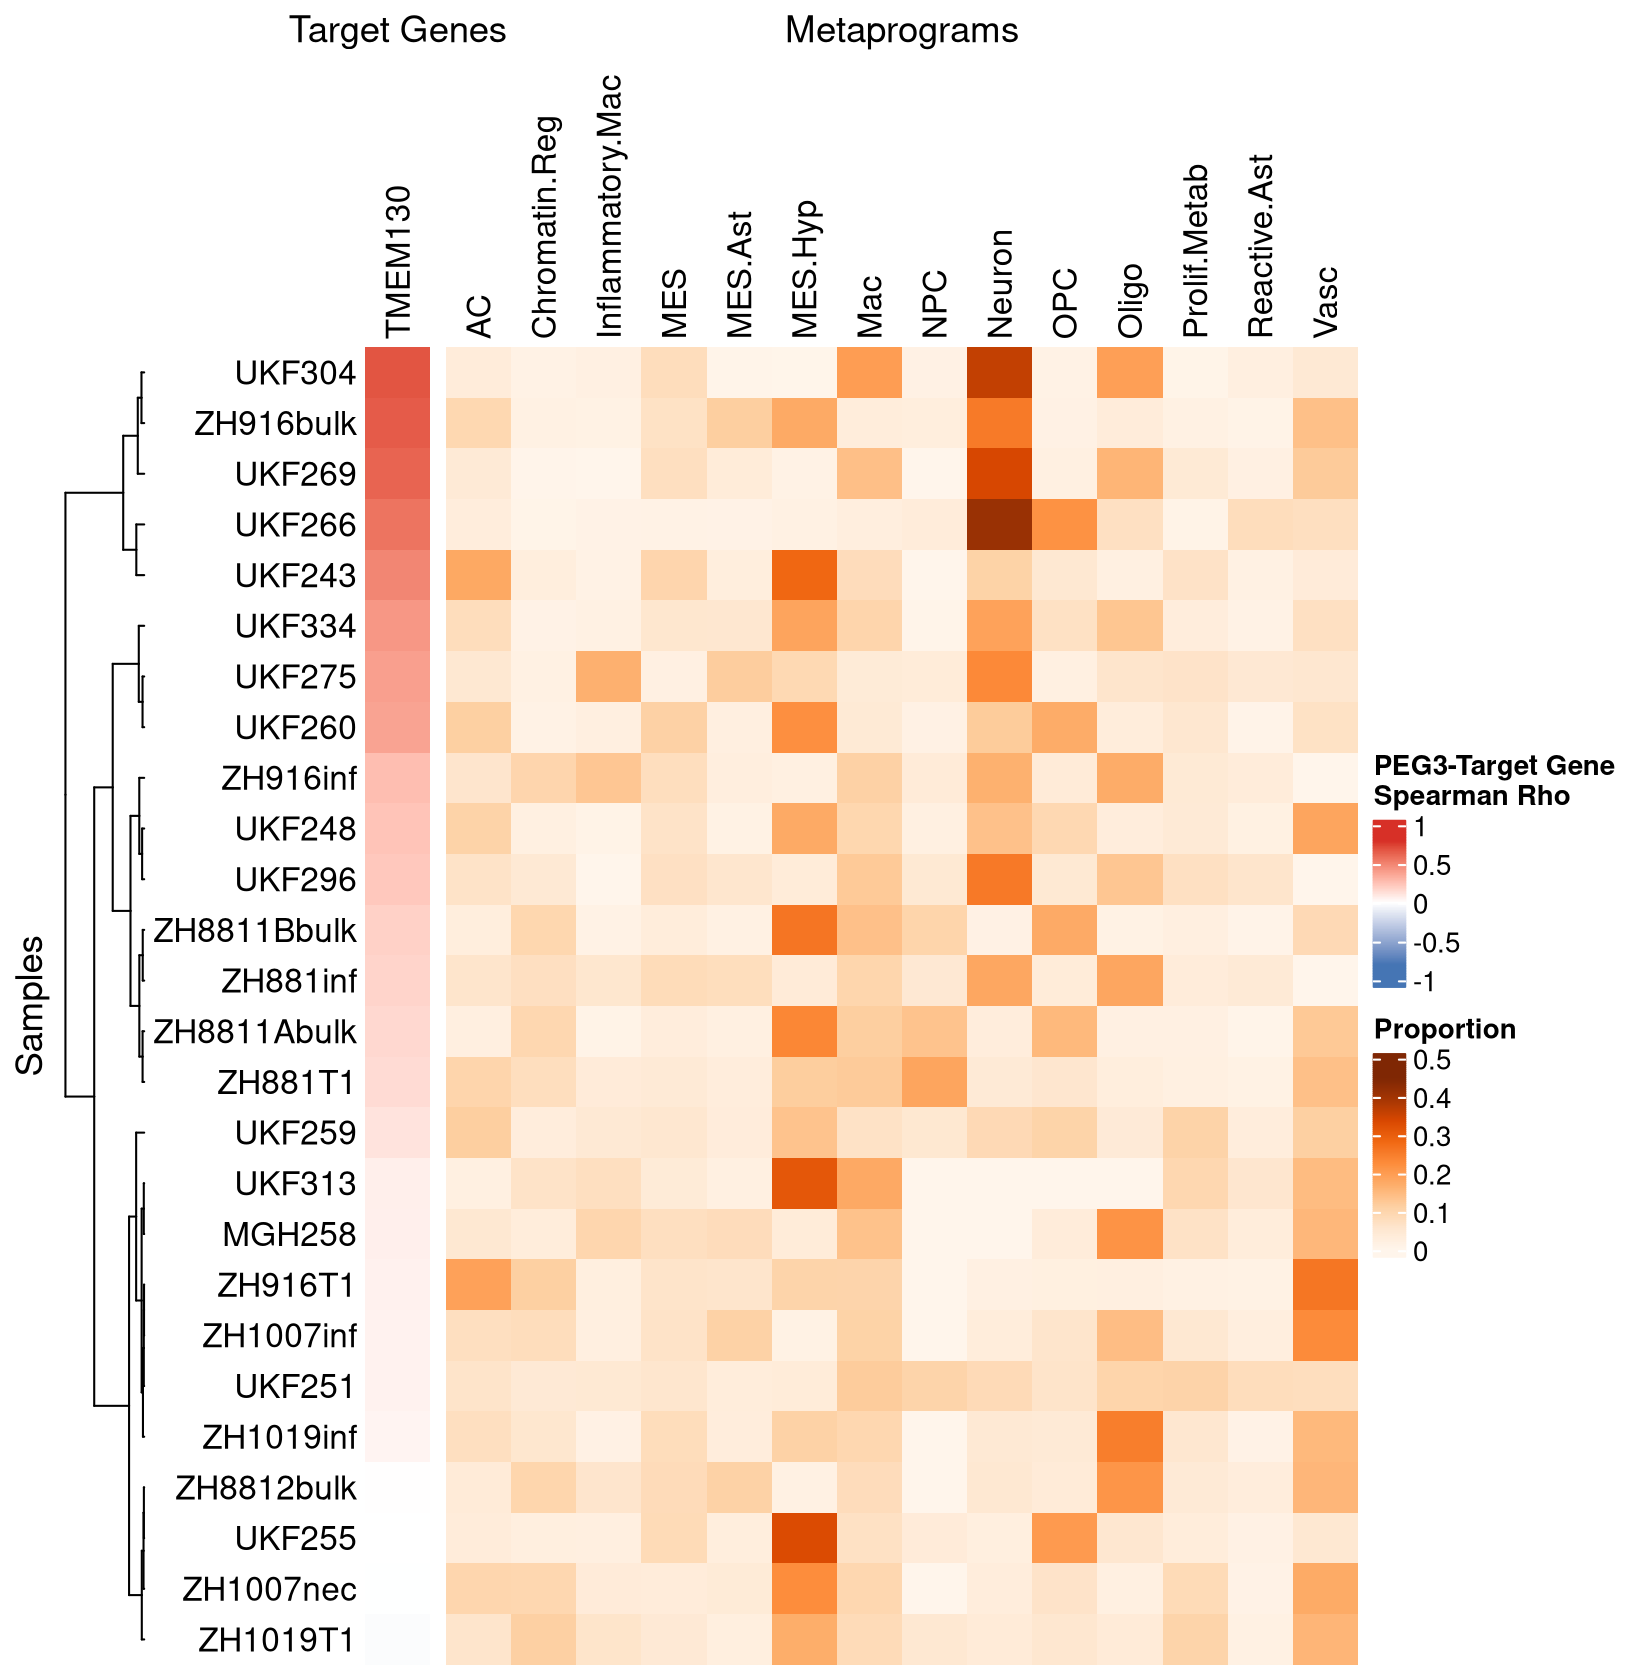 Target Genes
Metaprograms
TMEM130
AC
Chromatin.Reg
Inflammatory.Mac
MES
MES.Ast
MES.Hyp
Mac
NPC
Neuron
OPC
Oligo
Prolif.Metab
Reactive.Ast
Vasc
Samples
UKF304
ZH916bulk
UKF269
UKF266
UKF243
UKF334
UKF275
UKF260
ZH916inf
UKF248
UKF296
ZH8811Bbulk
ZH881inf
ZH8811Abulk
ZH881T1
UKF259
UKF313
MGH258
ZH916T1
ZH1007inf
UKF251
ZH1019inf
ZH8812bulk
UKF255
ZH1007nec
ZH1019T1
PEG3-Target Gene
Spearman Rho
1
0.5
0
-0.5
-1
Proportion
0.5
0.4
0.3
0.2
0.1
0